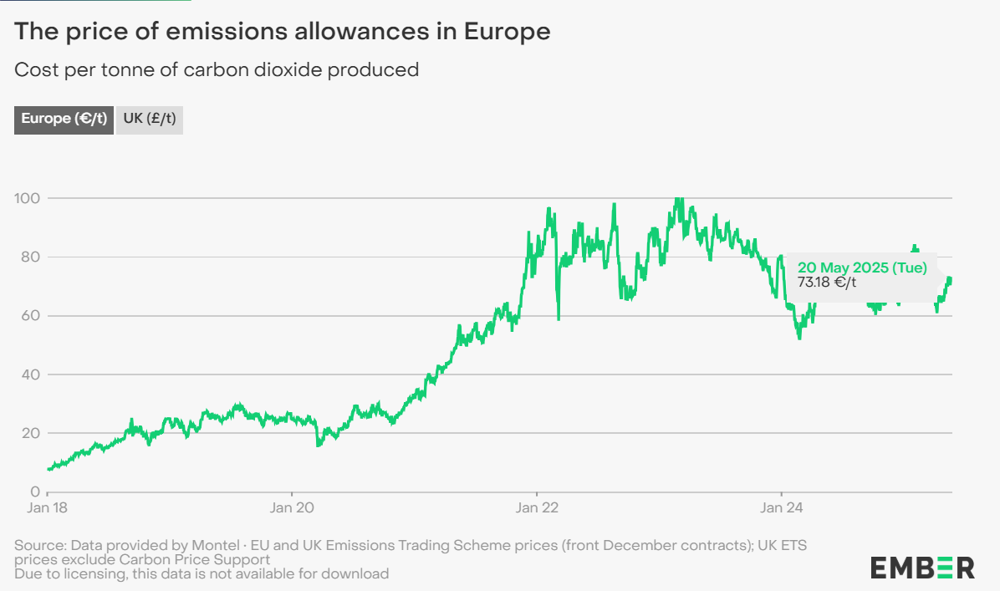 The price of emissions allowances in Europe
Cost per tonne of carbon dioxide produced
Europe (€/t) UK (£/t)
100
80
20 May 2025 (Tue)
73.18 €/t
60
40
20
0
Jan 18 Jan 20 Jan 22 Jan 24
Source: Data provided by Montel · EU and UK Emissions Trading Scheme prices (front December contracts); UK ETS
prices exclude Carbon Price Support
Due to licensing, this data is not available for download
EMBER